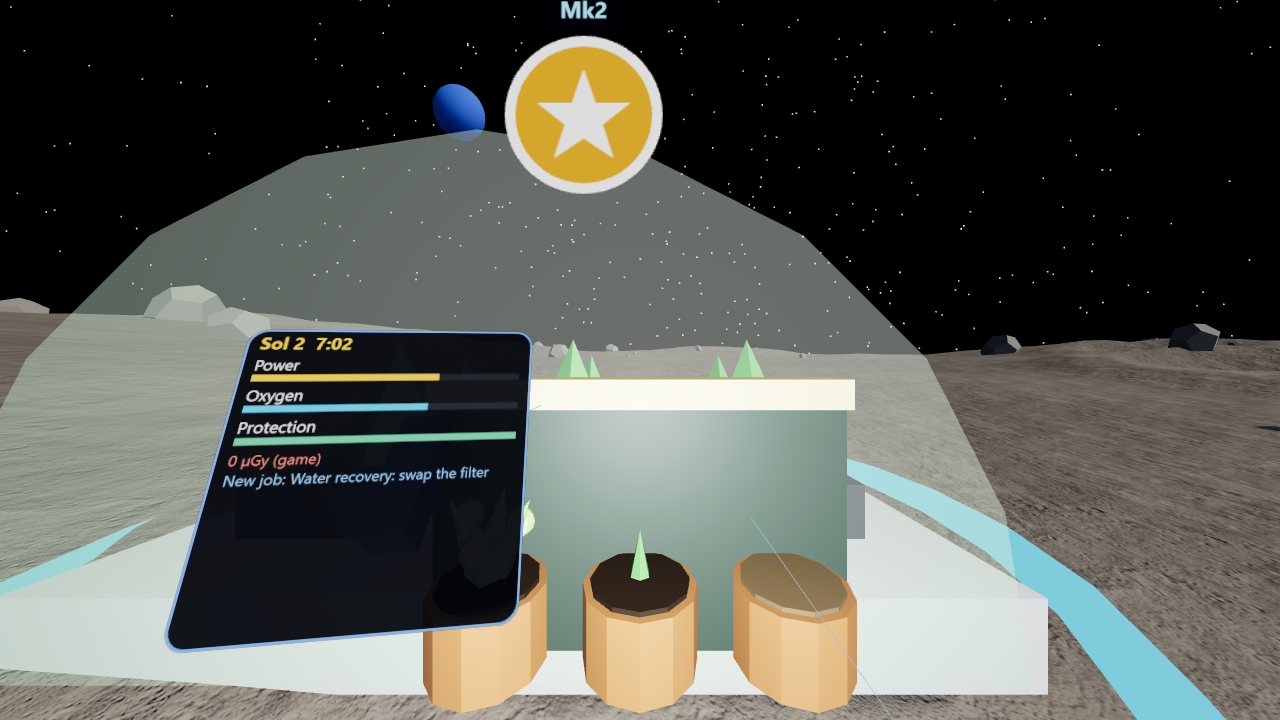 Mk2
Sol 2 7:02
Power
Oxygen
Protection
0 μGy (game)
New job: Water recovery: swap the filter